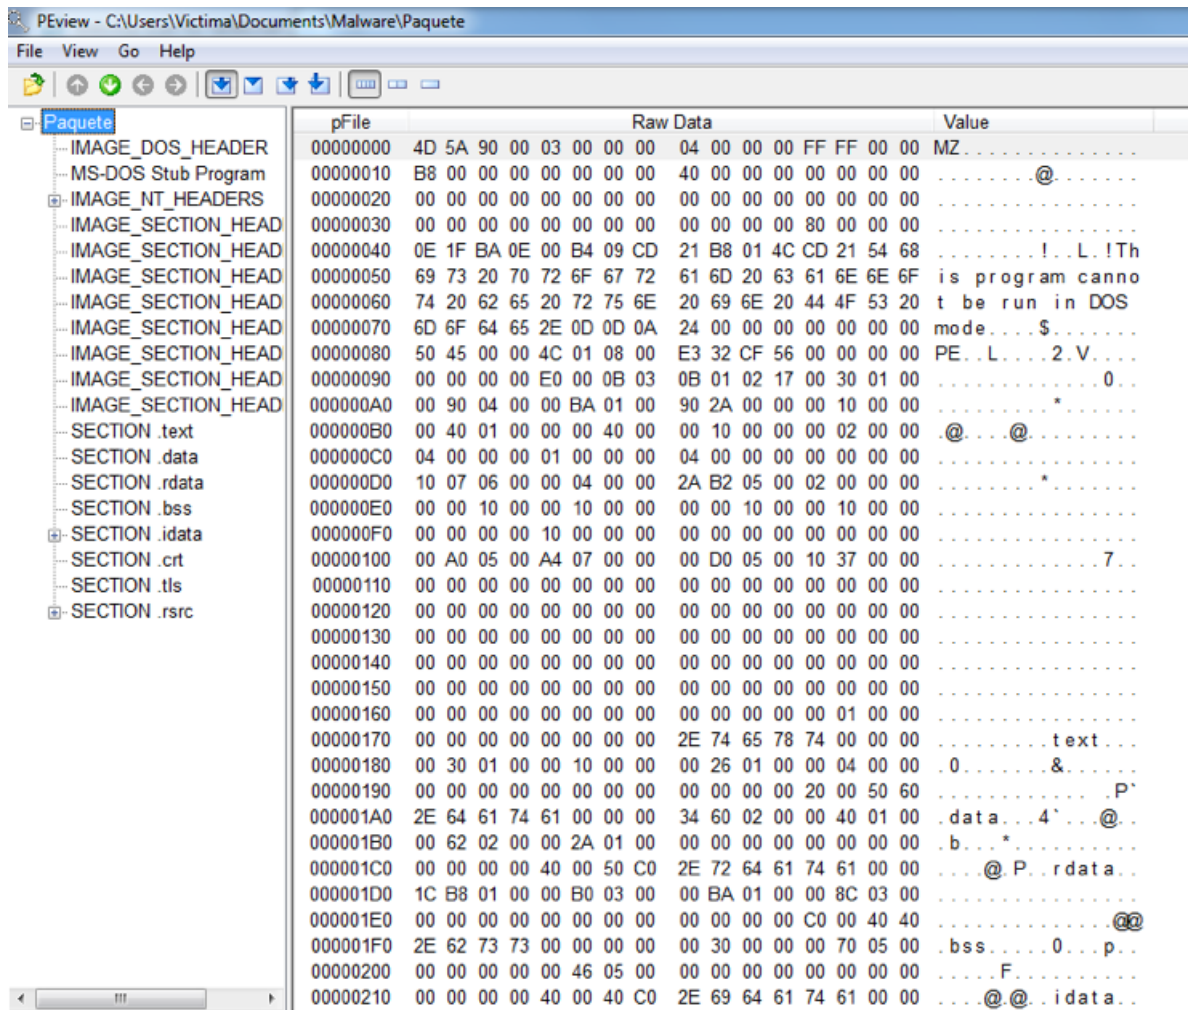 PEview - C:\Users\Victima\Documents\Malware\Paquete
File View Go Help
Paquete
IMAGE_DOS_HEADER
MS-DOS Stub Program
IMAGE_NT_HEADERS
IMAGE_SECTION_HEAD
IMAGE_SECTION_HEAD
IMAGE_SECTION_HEAD
IMAGE_SECTION_HEAD
IMAGE_SECTION_HEAD
IMAGE_SECTION_HEAD
IMAGE_SECTION_HEAD
IMAGE_SECTION_HEAD
SECTION .text
SECTION .data
SECTION .rdata
SECTION .bss
SECTION .idata
SECTION .crt
SECTION .tls
SECTION .rsrc
pFile Raw Data Value
00000000 4D 5A 90 00 03 00 00 00 04 00 00 00 FF FF 00 00 MZ..............
00000010 B8 00 00 00 00 00 00 00 40 00 00 00 00 00 00 00 ........@.......
00000020 00 00 00 00 00 00 00 00 00 00 00 00 00 00 00 00 ................
00000030 00 00 00 00 00 00 00 00 00 00 00 00 80 00 00 00 ................
00000040 0E 1F BA 0E 00 B4 09 CD 21 B8 01 4C CD 21 54 68 ........!..L.!Th
00000050 69 73 20 70 72 6F 67 72 61 6D 20 63 61 6E 6E 6F is program canno
00000060 74 20 62 65 20 72 75 6E 20 69 6E 20 44 4F 53 20 t be run in DOS
00000070 6D 6F 64 65 2E 0D 0D 0A 24 00 00 00 00 00 00 00 mode....$.......
00000080 50 45 00 00 4C 01 08 00 E3 32 CF 56 00 00 00 00 PE..L....2.V....
00000090 00 00 00 00 E0 00 0B 03 0B 01 02 17 00 30 01 00 .............0..
000000A0 00 90 04 00 00 BA 01 00 90 2A 00 00 00 10 00 00 .........*......
000000B0 00 40 01 00 00 00 40 00 00 10 00 00 00 02 00 00 .@....@.........
000000C0 04 00 00 00 01 00 00 00 04 00 00 00 00 00 00 00 ................
000000D0 10 07 06 00 00 04 00 00 2A B2 05 00 02 00 00 00 ........*.......
000000E0 00 00 10 00 00 10 00 00 00 00 10 00 00 10 00 00 ................
000000F0 00 00 00 00 10 00 00 00 00 00 00 00 00 00 00 00 ................
00000100 00 A0 05 00 A4 07 00 00 00 D0 05 00 10 37 00 00 .............7..
00000110 00 00 00 00 00 00 00 00 00 00 00 00 00 00 00 00 ................
00000120 00 00 00 00 00 00 00 00 00 00 00 00 00 00 00 00 ................
00000130 00 00 00 00 00 00 00 00 00 00 00 00 00 00 00 00 ................
00000140 00 00 00 00 00 00 00 00 00 00 00 00 00 00 00 00 ................
00000150 00 00 00 00 00 00 00 00 00 00 00 00 00 00 00 00 ................
00000160 00 00 00 00 00 00 00 00 00 00 00 00 00 01 00 00 ................
00000170 00 00 00 00 00 00 00 00 2E 74 65 78 74 00 00 00 .........text...
00000180 00 30 01 00 00 10 00 00 00 26 01 00 00 04 00 00 .0.......&......
00000190 00 00 00 00 00 00 00 00 00 00 00 00 20 00 50 60 ............ .P`
000001A0 2E 64 61 74 61 00 00 00 34 60 02 00 00 40 01 00 .data...4`...@..
000001B0 00 62 02 00 00 2A 01 00 00 00 00 00 00 00 00 00 .b...*..........
000001C0 00 00 00 00 40 00 50 C0 2E 72 64 61 74 61 00 00 ....@.P..rdata..
000001D0 1C B8 01 00 00 B0 03 00 00 BA 01 00 00 8C 03 00 ................
000001E0 00 00 00 00 00 00 00 00 00 00 00 00 C0 00 40 40 ..............@@
000001F0 2E 62 73 73 00 00 00 00 00 30 00 00 00 70 05 00 .bss.....0...p..
00000200 00 00 00 00 00 46 05 00 00 00 00 00 00 00 00 00 .....F..........
00000210 00 00 00 00 40 00 40 C0 2E 69 64 61 74 61 00 00 ....@.@..idata..